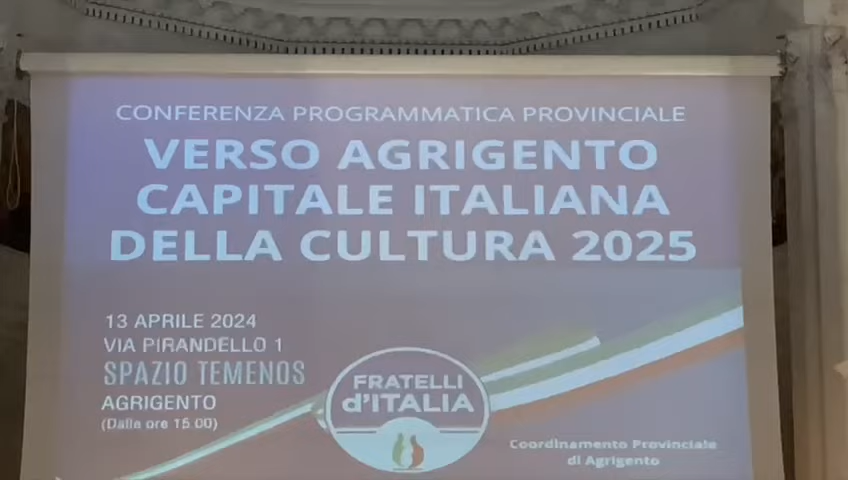 CONFERENZA PROGRAMMATICA PROVINCIALE
VERSO AGRIGENTO
CAPITALE ITALIANA
DELLA CULTURA 2025
13 APRILE 2024
VIA PIRANDELLO 1
SPAZIO TEMENOS
AGRIGENTO
(Dalle ore 15.00)
FRATELLI
d'ITALIA
Coordinamento Provinciale
di Agrigento